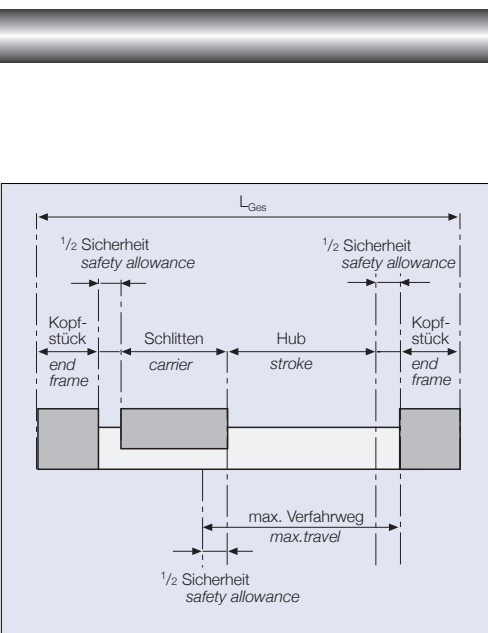 L_Ges
1/2 Sicherheit
safety allowance
1/2 Sicherheit
safety allowance
Kopf-
stück
end
frame
Schlitten
carrier
Hub
stroke
Kopf-
stück
end
frame
max. Verfahrweg
max.travel
1/2 Sicherheit
safety allowance